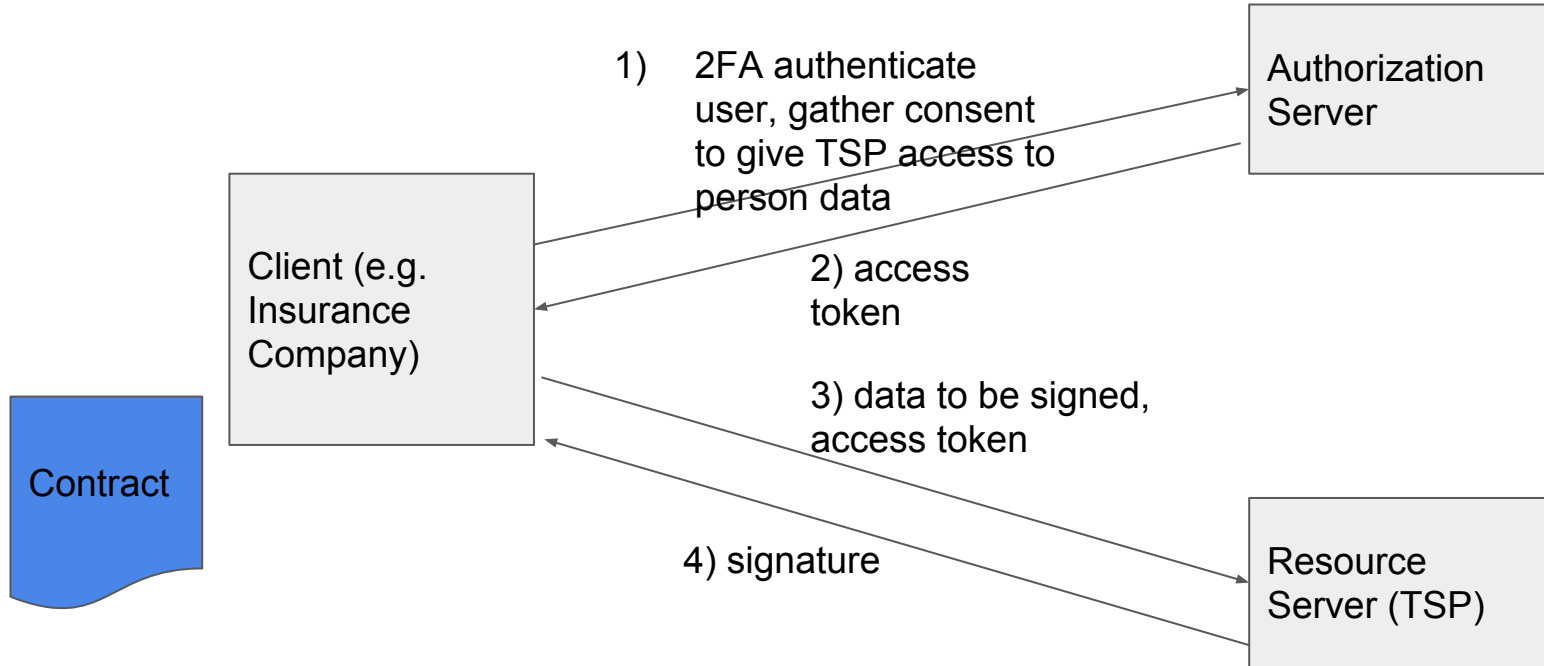 1) 2FA authenticate
user, gather consent
to give TSP access to
person data
Authorization
Server
Client (e.g.
Insurance
Company)
2) access
token
3) data to be signed,
access token
Contract
4) signature
Resource
Server (TSP)